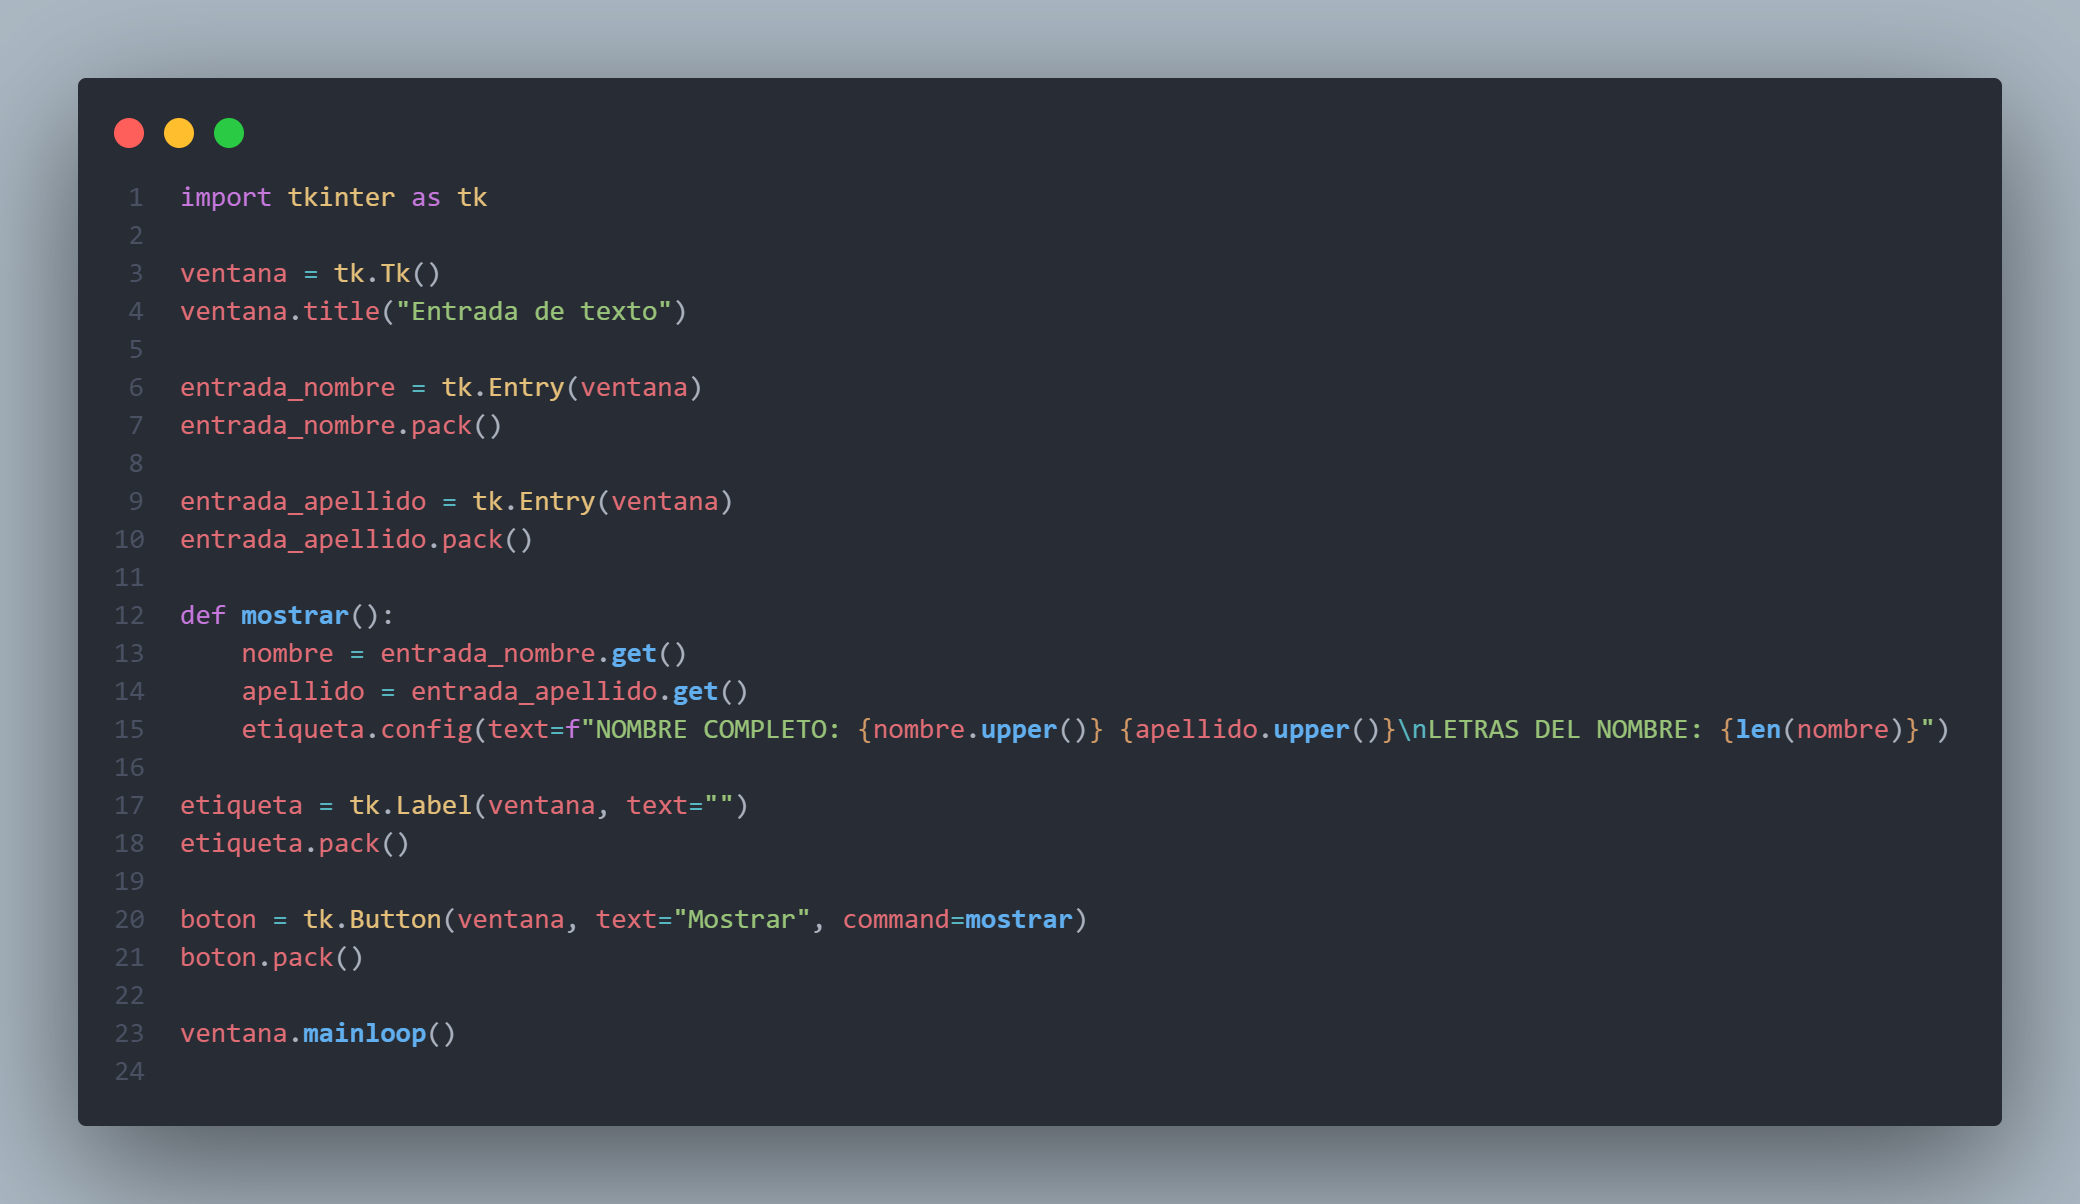 1 import tkinter as tk
2
3 ventana = tk.Tk()
4 ventana.title("Entrada de texto")
5
6 entrada_nombre = tk.Entry(ventana)
7 entrada_nombre.pack()
8
9 entrada_apellido = tk.Entry(ventana)
10 entrada_apellido.pack()
11
12 def mostrar():
13     nombre = entrada_nombre.get()
14     apellido = entrada_apellido.get()
15     etiqueta.config(text=f"NOMBRE COMPLETO: {nombre.upper()} {apellido.upper()}\nLETRAS DEL NOMBRE: {len(nombre)}")
16
17 etiqueta = tk.Label(ventana, text="")
18 etiqueta.pack()
19
20 boton = tk.Button(ventana, text="Mostrar", command=mostrar)
21 boton.pack()
22
23 ventana.mainloop()
24